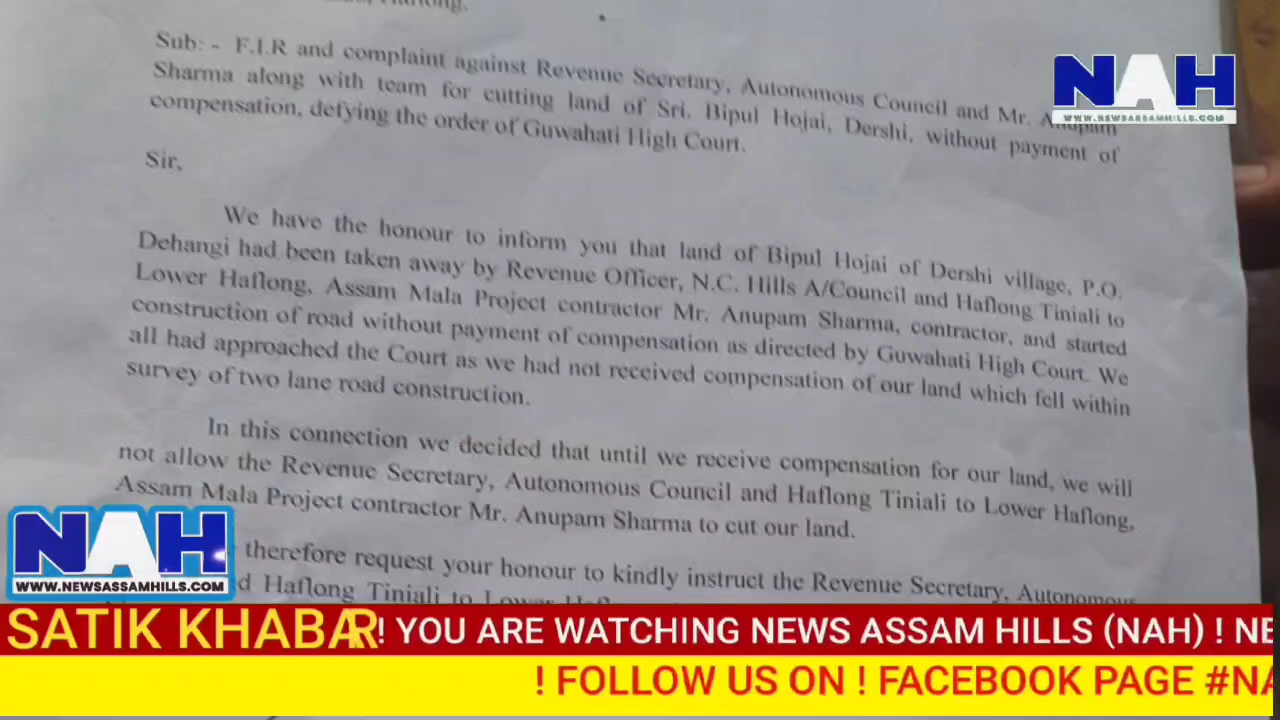 Haflong.
Sub: - F.I.R and complaint against Revenue Secretary, Autonomous Council and Mr. Anupam
Sharma along with team for cutting land of Sri. Bipul Hojai, Dershi, without payment of
compensation, defying the order of Guwahati High Court.
Sir,
We have the honour to inform you that land of Bipul Hojai of Dershi village, P.O.
Dehangi had been taken away by Revenue Officer, N.C. Hills A/Council and Haflong Tiniali to
Lower Haflong, Assam Mala Project contractor Mr. Anupam Sharma, contractor, and started
construction of road without payment of compensation as directed by Guwahati High Court. We
all had approached the Court as we had not received compensation of our land which fell within
survey of two lane road construction.
In this connection we decided that until we receive compensation for our land, we will
not allow the Revenue Secretary, Autonomous Council and Haflong Tiniali to Lower Haflong,
Assam Mala Project contractor Mr. Anupam Sharma to cut our land.
therefore request your honour to kindly instruct the Revenue Secretary, Autonomous
Haflong Tiniali to Lower
NAH
WWW.NEWSASSAMHILLS.COM
NAH
WWW.NEWSASSAMHILLS.COM
SATIK KHABAR
! YOU ARE WATCHING NEWS ASSAM HILLS (NAH) ! NE
! FOLLOW US ON ! FACEBOOK PAGE #NA